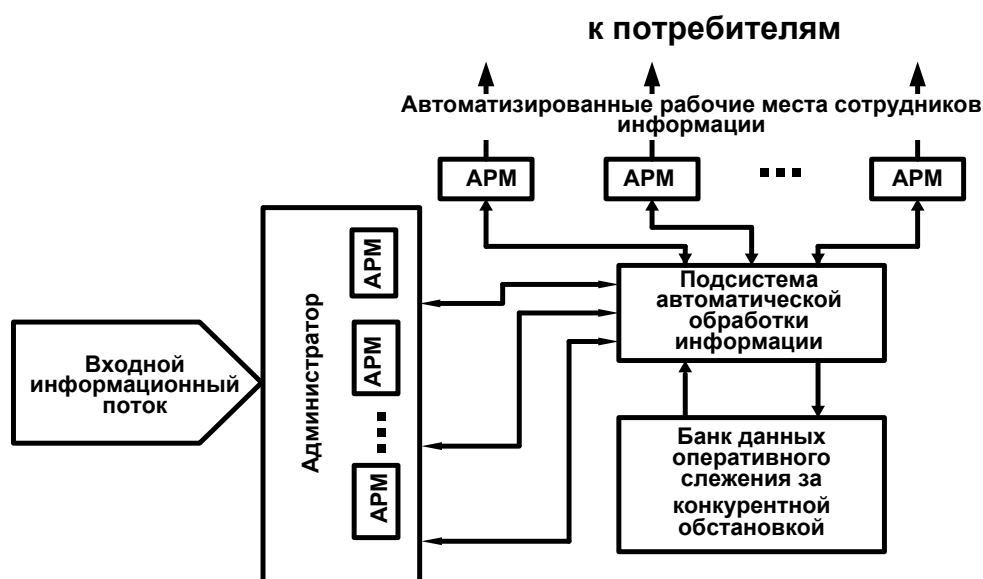 к потребителям
Автоматизированные рабочие места сотрудников
информации
АРМ
АРМ
...
АРМ
Подсистема
автоматической
обработки
информации
Администратор
АРМ
АРМ
...
АРМ
Входной
информационный
поток
Банк данных
оперативного
слежения за
конкурентной
обстановкой